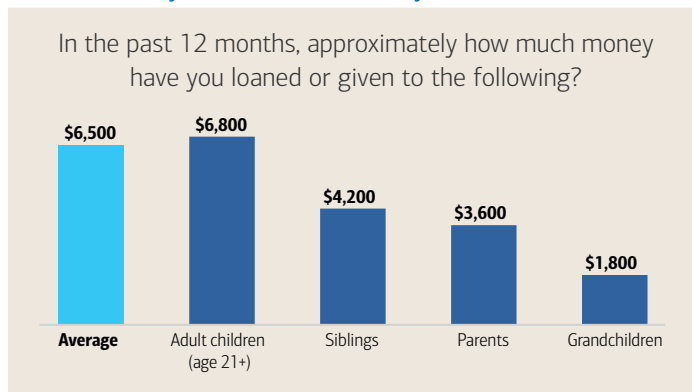 In the past 12 months, approximately how much money
have you loaned or given to the following?
$6,500
$6,800
$4,200
$3,600
$1,800
Average
Adult children
(age 21+)
Siblings
Parents
Grandchildren